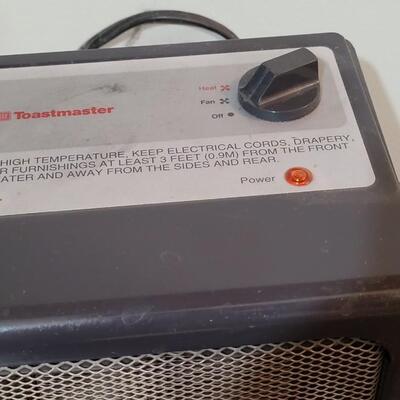 Toastmaster
Heat
Fan
Off
HIGH TEMPERATURE, KEEP ELECTRICAL CORDS, DRAPERY,
FURNISHINGS AT LEAST 3 FEET (0.9M) FROM THE FRONT
AND AWAY FROM THE SIDES AND REAR.
Power